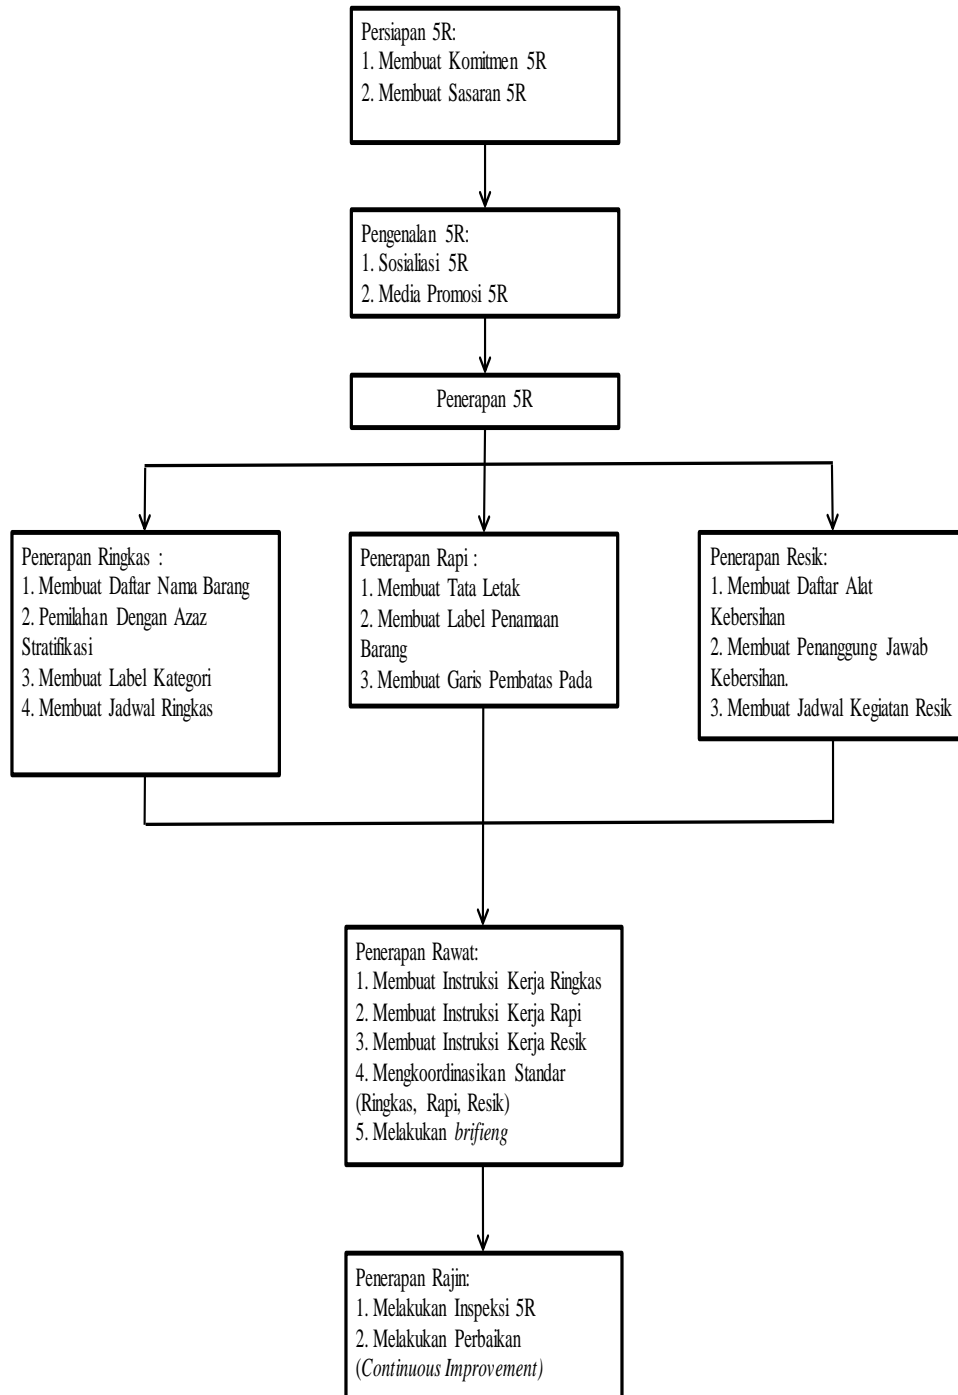 Persiapan 5R:
1. Membuat Komitmen 5R
2. Membuat Sasaran 5R
Pengenalan 5R:
1. Sosialiasi 5R
2. Media Promosi 5R
Penerapan 5R
Penerapan Ringkas :
1. Membuat Daftar Nama Barang
2. Pemilahan Dengan Azaz
Stratifikasi
3. Membuat Label Kategori
4. Membuat Jadwal Ringkas
Penerapan Rapi :
1. Membuat Tata Letak
2. Membuat Label Penamaan
Barang
3. Membuat Garis Pembatas Pada
Penerapan Resik:
1. Membuat Daftar Alat
Kebersihan
2. Membuat Penanggung Jawab
Kebersihan.
3. Membuat Jadwal Kegiatan Resik
Penerapan Rawat:
1. Membuat Instruksi Kerja Ringkas
2. Membuat Instruksi Kerja Rapi
3. Membuat Instruksi Kerja Resik
4. Mengkoordinasikan Standar
(Ringkas, Rapi, Resik)
5. Melakukan brifieng
Penerapan Rajin:
1. Melakukan Inspeksi 5R
2. Melakukan Perbaikan
(Continuous Improvement)